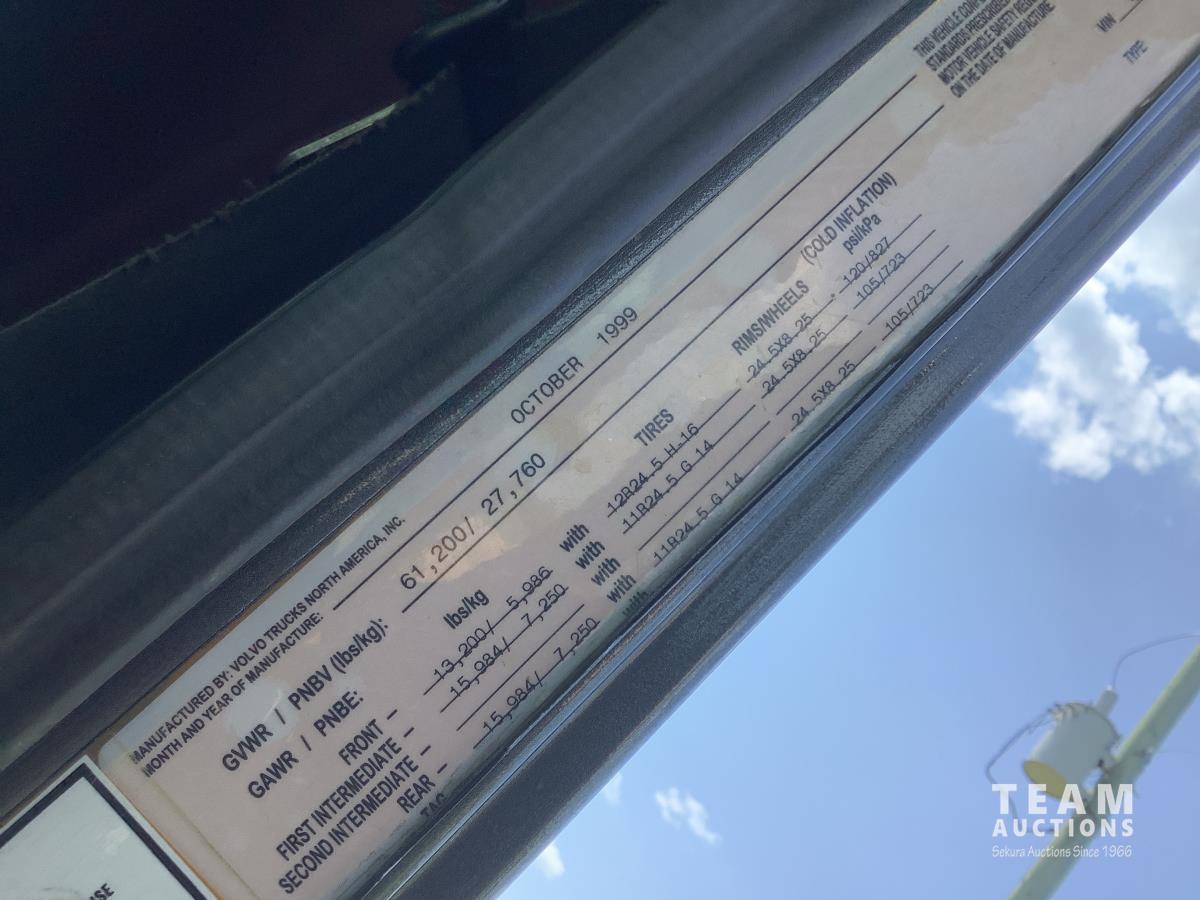 MANUFACTURED BY: VOLVO TRUCKS NORTH AMERICA, INC.
MONTH AND YEAR OF MANUFACTURE: OCTOBER 1999
GVWR / PNBV (lbs/kg): 61,200/ 27,760
GAWR / PNBE: lbs/kg TIRES RIMS/WHEELS (COLD INFLATION) psi/kPa
FRONT – 13,200/ 5,986 with 12R24.5 H-16 24.5X8.25 120/827
FIRST INTERMEDIATE – 15,984/ 7,250 with 11R24.5 G 14 24.5X8.25 105/723
SECOND INTERMEDIATE – with
REAR – 15,984/ 7,250 with 11R24.5 G 14 24.5X8.25 105/723
TAG with
THIS VEHICLE
STANDARDS
MOTOR VEHICLE SAFETY
ON THE DATE OF MANUFACTURE
TYPE:
TEAM
AUCTIONS
Sekura Auctions Since 1966